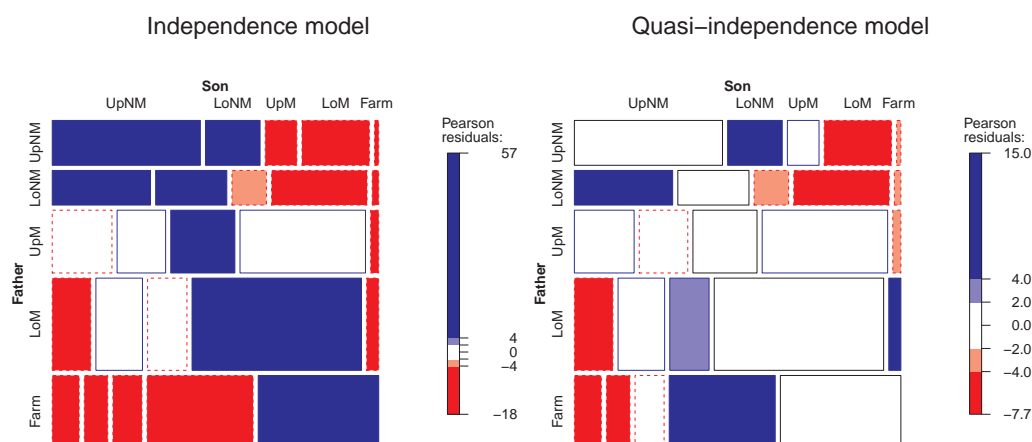 Independence model
Son
UpNM LoNM UpM LoM Farm
Father
UpNM
LoNM
UpM
LoM
Farm
Pearson
residuals:
57
4
0
−4
−18
Quasi−independence model
Son
UpNM LoNM UpM LoM Farm
Father
UpNM
LoNM
UpM
LoM
Farm
Pearson
residuals:
15.0
4.0
2.0
0.0
−2.0
−4.0
−7.7